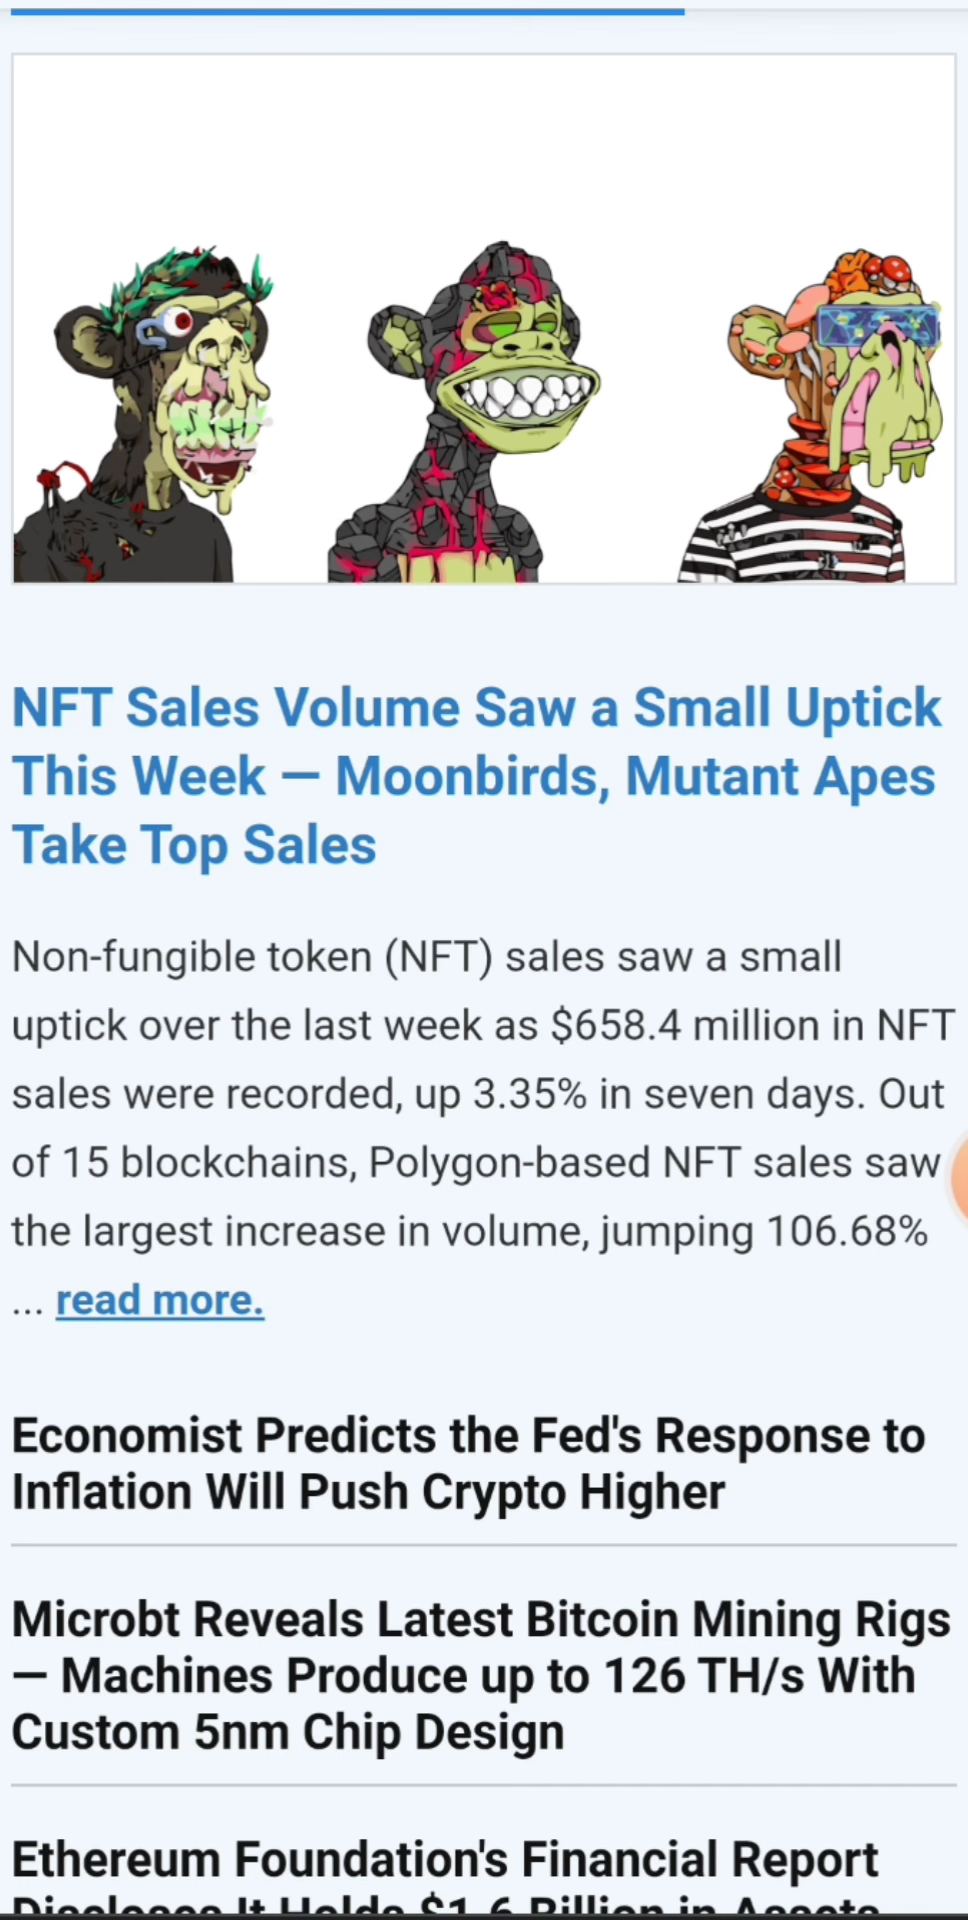 NFT Sales Volume Saw a Small Uptick
This Week — Moonbirds, Mutant Apes
Take Top Sales
Non-fungible token (NFT) sales saw a small
uptick over the last week as $658.4 million in NFT
sales were recorded, up 3.35% in seven days. Out
of 15 blockchains, Polygon-based NFT sales saw
the largest increase in volume, jumping 106.68%
... read more.
Economist Predicts the Fed's Response to
Inflation Will Push Crypto Higher
Microbt Reveals Latest Bitcoin Mining Rigs
— Machines Produce up to 126 TH/s With
Custom 5nm Chip Design
Ethereum Foundation's Financial Report
Discloses It Holds $1.6 Billion in Assets